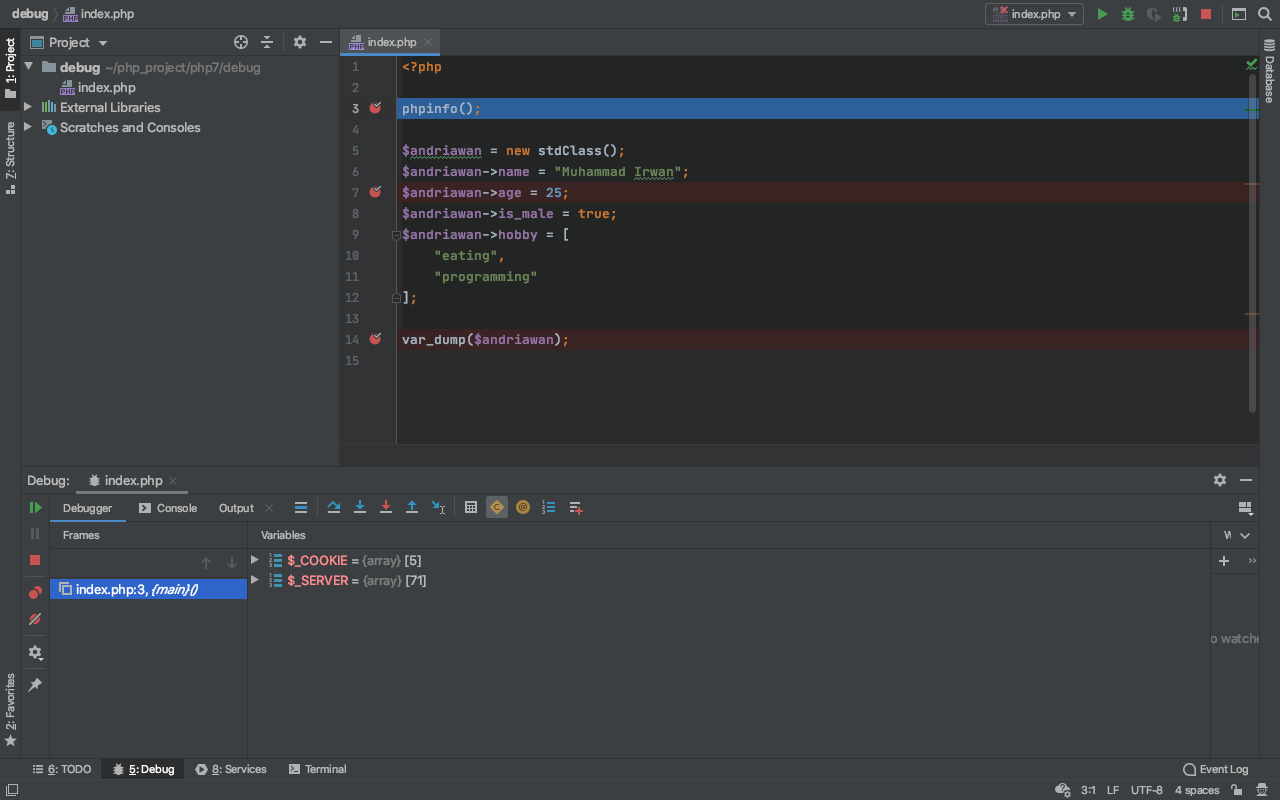 debug index.php
index.php
Project
index.php
1: Project
Z: Structure
2: Favorites
Database
debug ~/php_project/php7/debug
index.php
External Libraries
Scratches and Consoles
1 <?php
2
3 phpinfo();
4
5 $andriawan = new stdClass();
6 $andriawan->name = "Muhammad Irwan";
7 $andriawan->age = 25;
8 $andriawan->is_male = true;
9 $andriawan->hobby = [
10 "eating",
11 "programming"
12 ];
13
14 var_dump($andriawan);
15
Debug: index.php
Debugger Console Output
Frames Variables
index.php:3, {main}()
$_COOKIE = {array} [5]
$_SERVER = {array} [71]
W
o watche
6: TODO 5: Debug 8: Services Terminal Event Log
3:1 LF UTF-8 4 spaces